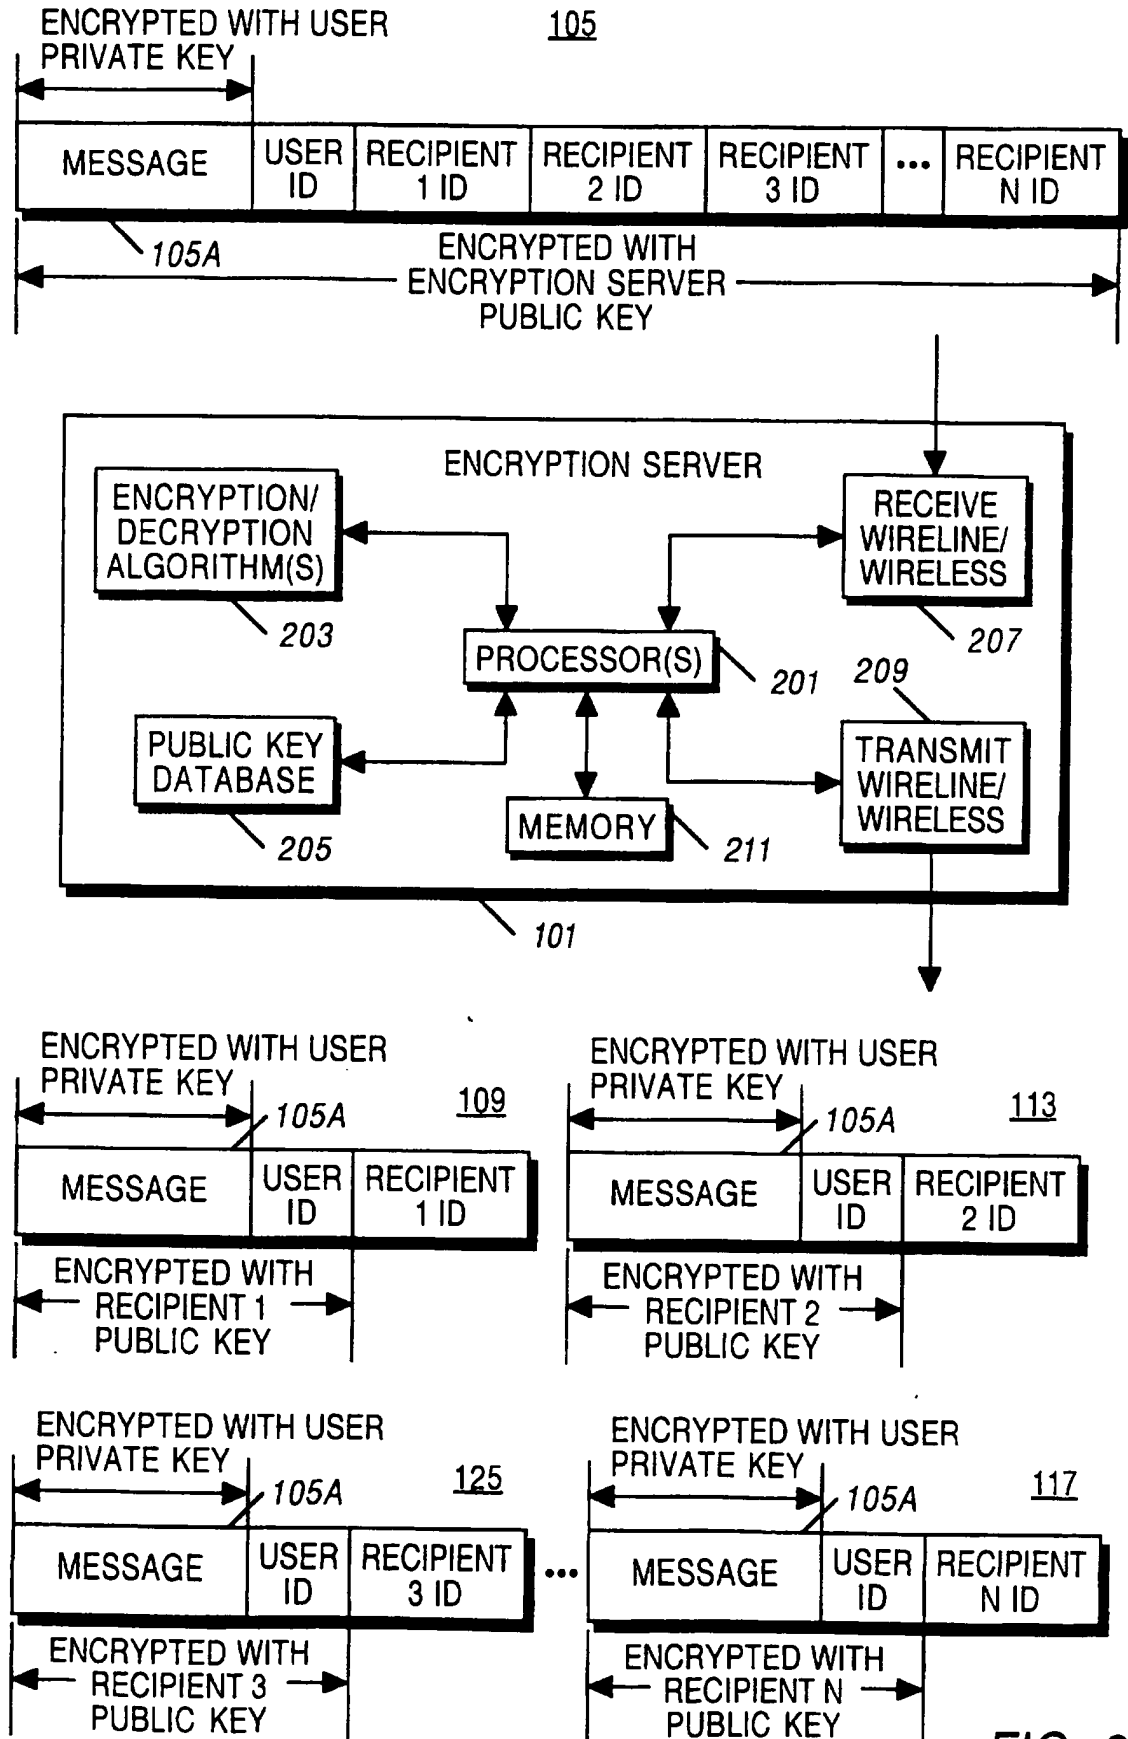 ENCRYPTED WITH USER
PRIVATE KEY
105
MESSAGE
USER
ID
RECIPIENT
1 ID
RECIPIENT
2 ID
RECIPIENT
3 ID
...
RECIPIENT
N ID
105A
ENCRYPTED WITH
ENCRYPTION SERVER
PUBLIC KEY
ENCRYPTION SERVER
ENCRYPTION/
DECRYPTION
ALGORITHM(S)
203
RECEIVE
WIRELINE/
WIRELESS
207
PROCESSOR(S)
201
209
PUBLIC KEY
DATABASE
205
MEMORY
211
TRANSMIT
WIRELINE/
WIRELESS
101
ENCRYPTED WITH USER
PRIVATE KEY
105A
109
MESSAGE
USER
ID
RECIPIENT
1 ID
ENCRYPTED WITH
RECIPIENT 1
PUBLIC KEY
ENCRYPTED WITH USER
PRIVATE KEY
105A
113
MESSAGE
USER
ID
RECIPIENT
2 ID
ENCRYPTED WITH
RECIPIENT 2
PUBLIC KEY
ENCRYPTED WITH USER
PRIVATE KEY
105A
125
MESSAGE
USER
ID
RECIPIENT
3 ID
ENCRYPTED WITH
RECIPIENT 3
PUBLIC KEY
...
ENCRYPTED WITH USER
PRIVATE KEY
105A
117
MESSAGE
USER
ID
RECIPIENT
N ID
ENCRYPTED WITH
RECIPIENT N
PUBLIC KEY